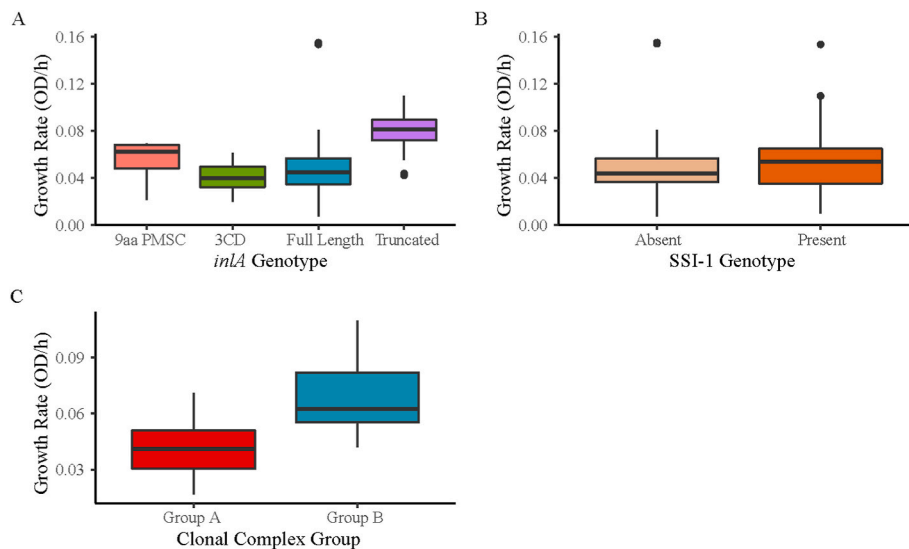 A
Growth Rate (OD/h)
0.16
0.12
0.08
0.04
0.00
9aa PMSC 3CD Full Length Truncated
inlA Genotype
B
Growth Rate (OD/h)
0.16
0.12
0.08
0.04
0.00
Absent Present
SSI-1 Genotype
C
Growth Rate (OD/h)
0.09
0.06
0.03
Group A Group B
Clonal Complex Group